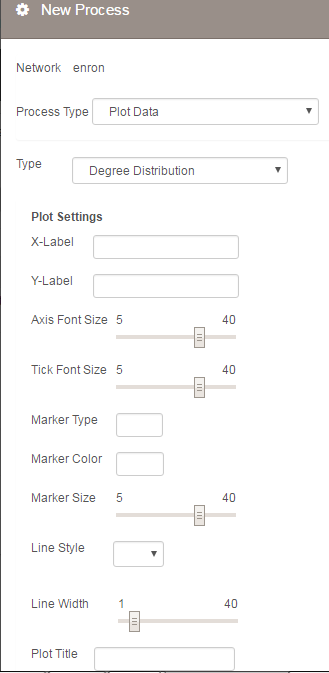 New Process
Network enron
Process Type Plot Data
Type Degree Distribution
Plot Settings
X-Label
Y-Label
Axis Font Size 5 40
Tick Font Size 5 40
Marker Type
Marker Color
Marker Size 5 40
Line Style
Line Width 1 40
Plot Title